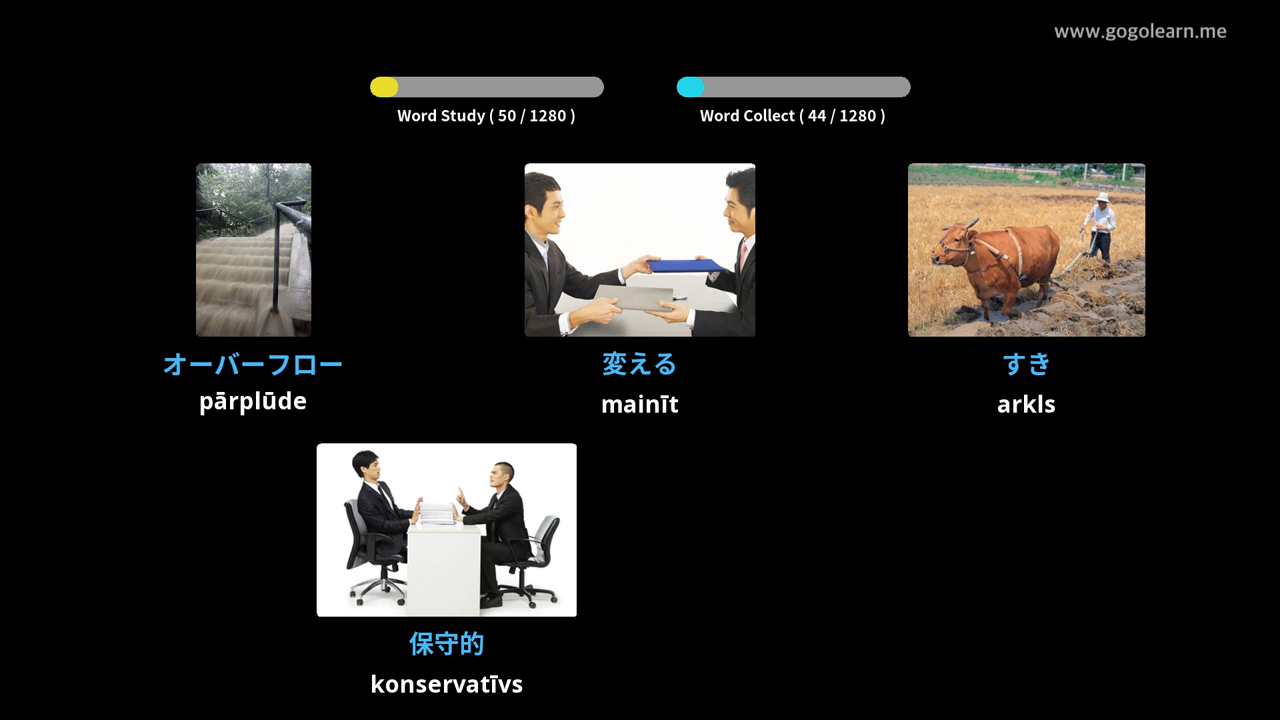 www.gogolearn.me
Word Study ( 50 / 1280 )
Word Collect ( 44 / 1280 )
オーバーフロー
pārplūde
変える
mainīt
すき
arkls
保守的
konservatīvs